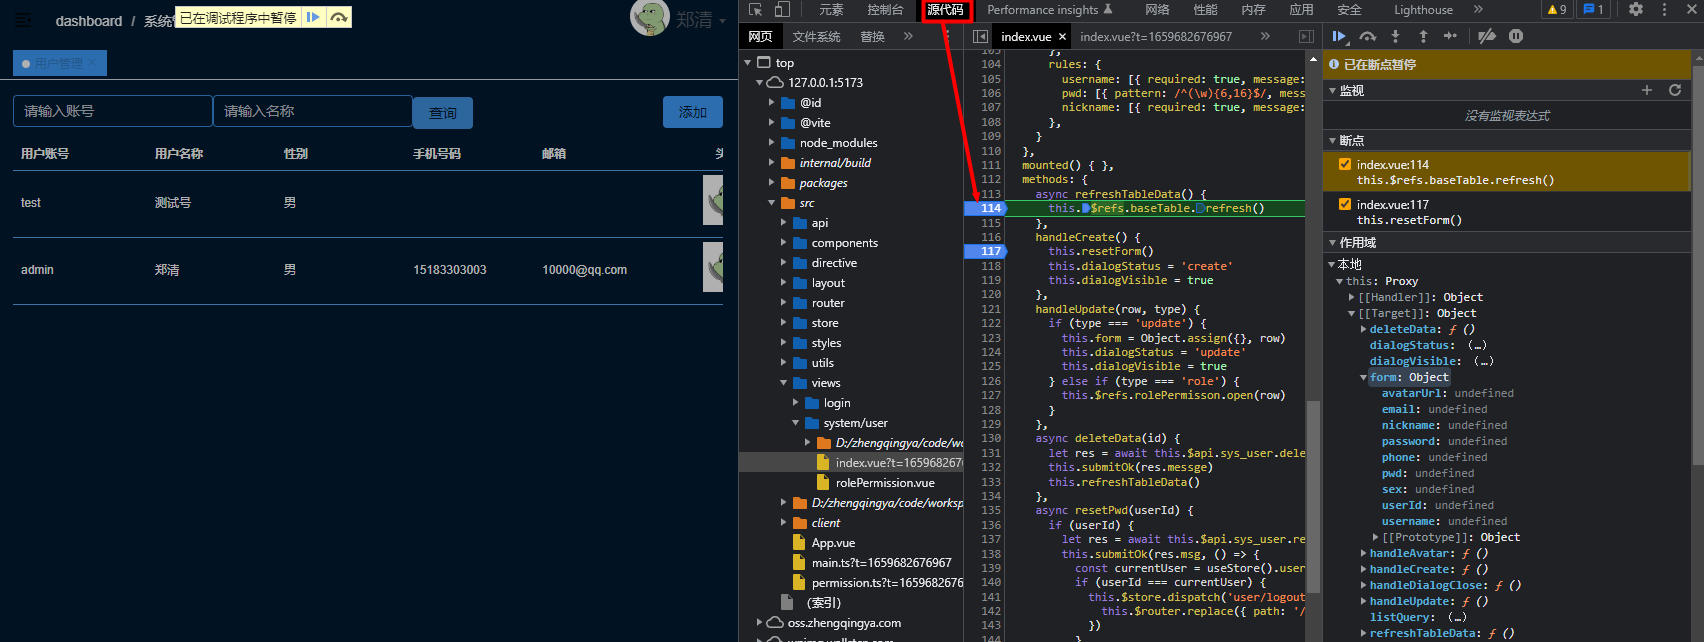 dashboard / 系统
已在调试程序中暂停
郑清
用户管理 ×
请输入账号 请输入名称 查询 添加
用户账号 用户名称 性别 手机号码 邮箱
test 测试号 男
admin 郑清 男 15183303003 10000@qq.com
元素 控制台 源代码 Performance insights 网络 性能 内存 应用 安全 Lighthouse » 9 1
网页 文件系统 替换 »
top
127.0.0.1:5173
@id
@vite
node_modules
internal/build
packages
src
api
components
directive
layout
router
store
styles
utils
views
login
system/user
D:/zhengqingya/code/wo
index.vue?t=165968267
rolePermission.vue
D:/zhengqingya/code/worksp
client
App.vue
main.ts?t=1659682676967
permission.ts?t=1659682676
(索引)
oss.zhengqingya.com
index.vue × index.vue?t=1659682676967 »
103 },
104 rules: {
105 username: [{ required: true, message:
106 pwd: [{ pattern: /^(\w){6,16}$/, mess
107 nickname: [{ required: true, message:
108 },
109 }
110 },
111 mounted() { },
112 methods: {
113 async refreshTableData() {
114 this.$refs.baseTable.refresh()
115 },
116 handleCreate() {
117 this.resetForm()
118 this.dialogStatus = 'create'
119 this.dialogVisible = true
120 },
121 handleUpdate(row, type) {
122 if (type === 'update') {
123 this.form = Object.assign({}, row)
124 this.dialogStatus = 'update'
125 this.dialogVisible = true
126 } else if (type === 'role') {
127 this.$refs.rolePermisson.open(row)
128 }
129 },
130 async deleteData(id) {
131 let res = await this.$api.sys_user.dele
132 this.submitOk(res.messge)
133 this.refreshTableData()
134 },
135 async resetPwd(userId) {
136 if (userId) {
137 let res = await this.$api.sys_user.re
138 this.submitOk(res.msg, () => {
139 const currentUser = useStore().user
140 if (userId === currentUser) {
141 this.$store.dispatch('user/logout
142 this.$router.replace({ path: '/
143 })
144 }
已在断点暂停
监视
没有监视表达式
断点
index.vue:114
this.$refs.baseTable.refresh()
index.vue:117
this.resetForm()
作用域
本地
this: Proxy
[[Handler]]: Object
[[Target]]: Object
deleteData: ƒ ()
dialogStatus: (…)
dialogVisible: (…)
form: Object
avatarUrl: undefined
email: undefined
nickname: undefined
password: undefined
phone: undefined
pwd: undefined
sex: undefined
userId: undefined
username: undefined
[[Prototype]]: Object
handleAvatar: ƒ ()
handleCreate: ƒ ()
handleDialogClose: ƒ ()
handleUpdate: ƒ ()
listQuery: (…)
refreshTableData: ƒ ()